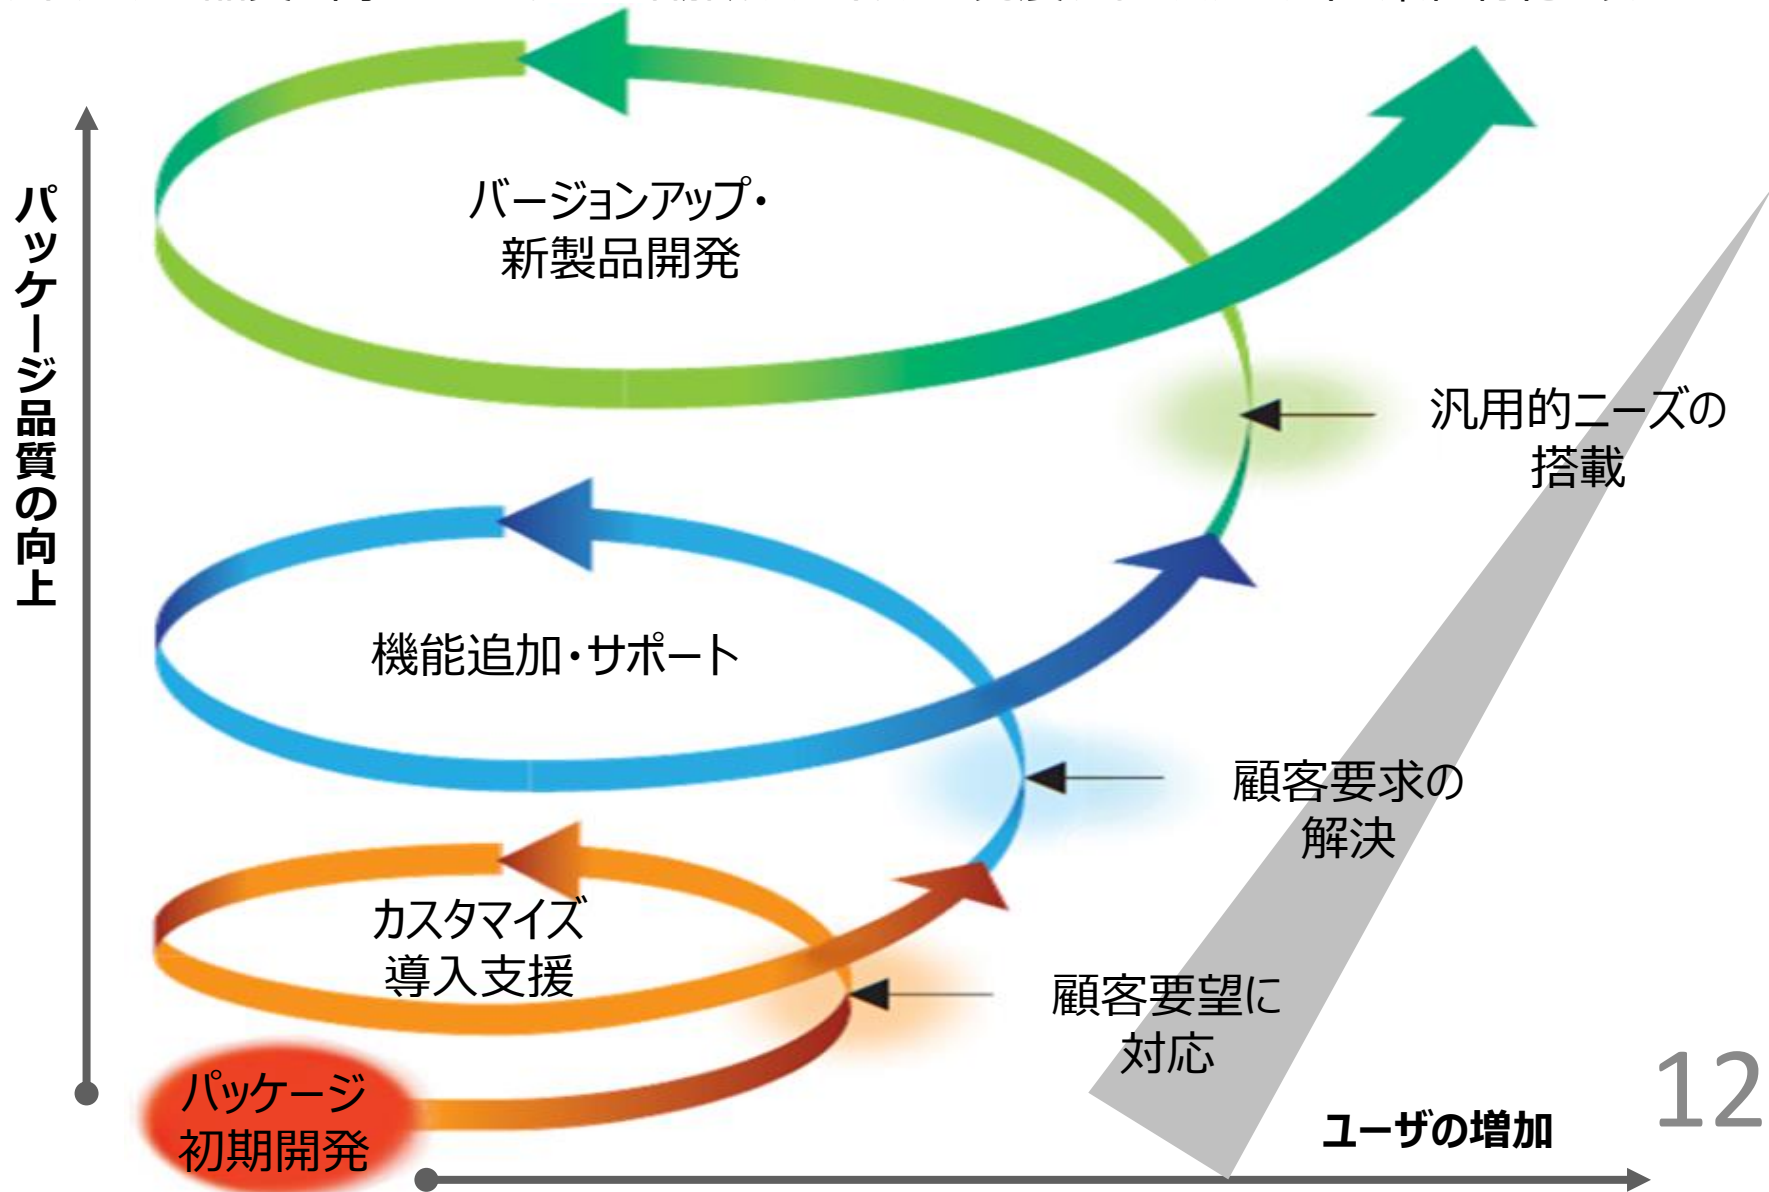 バージョンアップ・
新製品開発
パッケージ品質の向上
汎用的ニーズの
搭載
機能追加・サポート
顧客要求の
解決
カスタマイズ
導入支援
顧客要望に
対応
パッケージ
初期開発
ユーザの増加
12